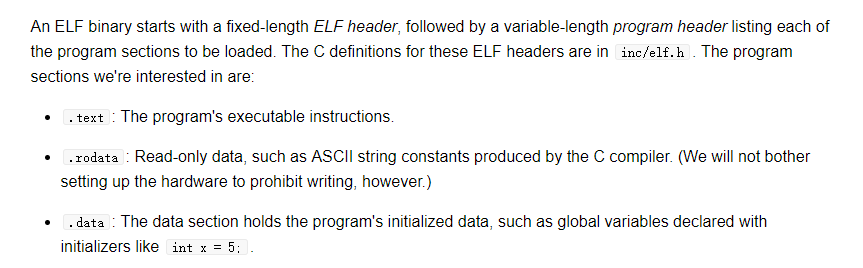 An ELF binary starts with a fixed-length ELF header, followed by a variable-length program header listing each of
the program sections to be loaded. The C definitions for these ELF headers are in inc/elf.h . The program
sections we're interested in are:
• .text : The program's executable instructions.
• .rodata : Read-only data, such as ASCII string constants produced by the C compiler. (We will not bother
setting up the hardware to prohibit writing, however.)
• .data : The data section holds the program's initialized data, such as global variables declared with
initializers like int x = 5; .